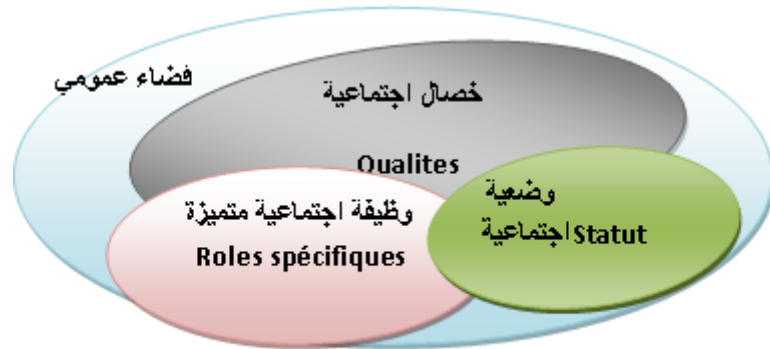 فضاء عمومي
خصال اجتماعية
Qualites
وظيفة اجتماعية متميزة
Roles spécifiques
وضعية
اجتماعية Statut